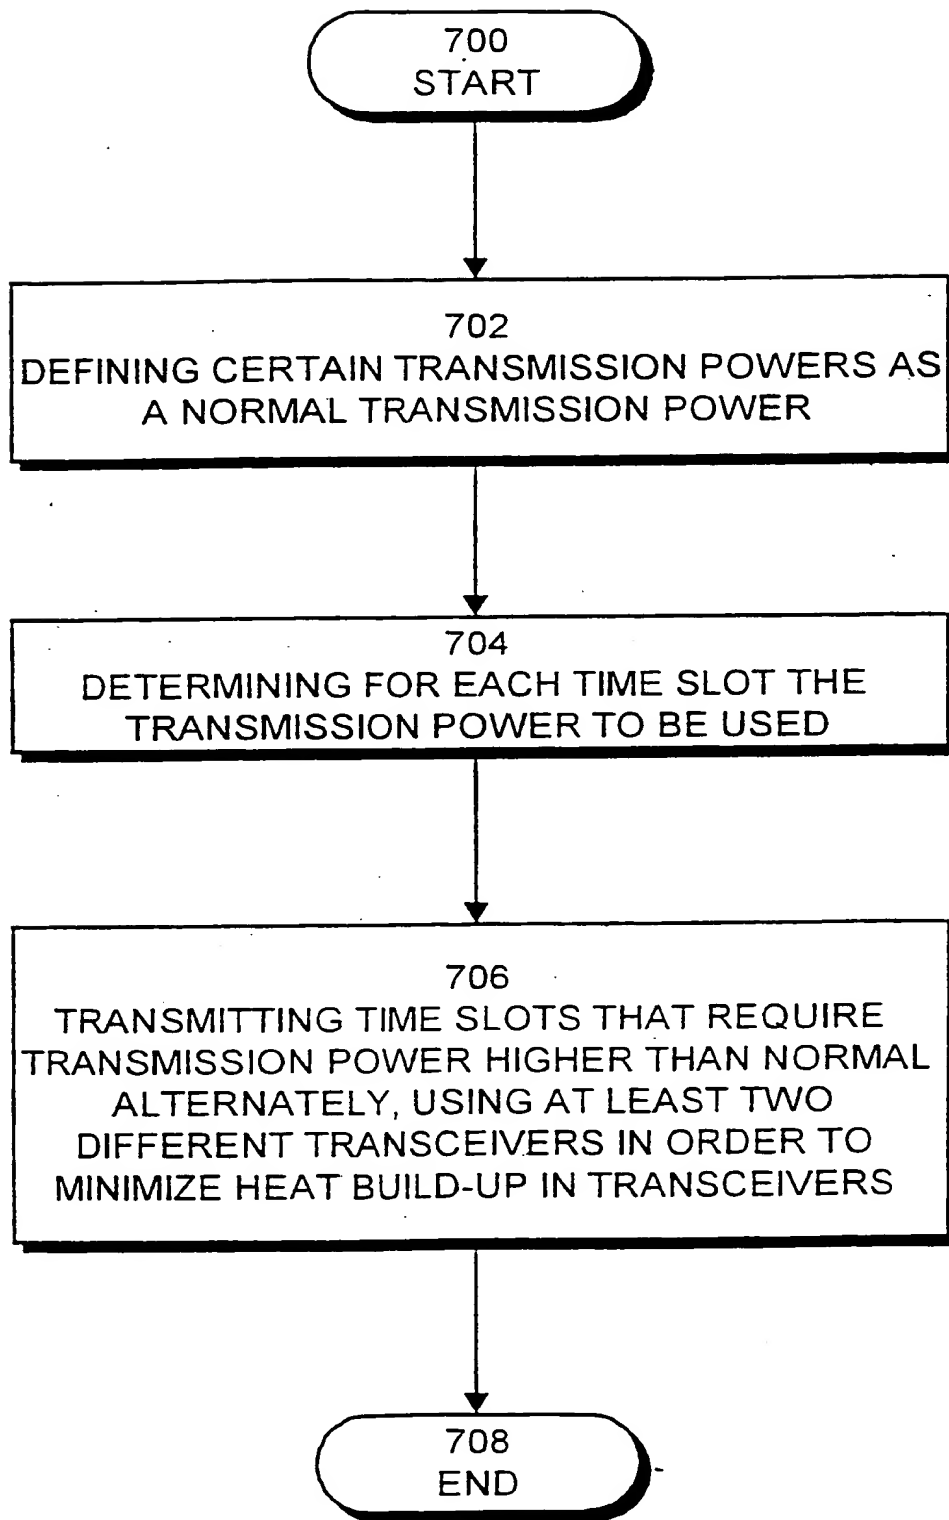 700
START
702
DEFINING CERTAIN TRANSMISSION POWERS AS
A NORMAL TRANSMISSION POWER
704
DETERMINING FOR EACH TIME SLOT THE
TRANSMISSION POWER TO BE USED
706
TRANSMITTING TIME SLOTS THAT REQUIRE
TRANSMISSION POWER HIGHER THAN NORMAL
ALTERNATELY, USING AT LEAST TWO
DIFFERENT TRANSCEIVERS IN ORDER TO
MINIMIZE HEAT BUILD-UP IN TRANSCEIVERS
708
END